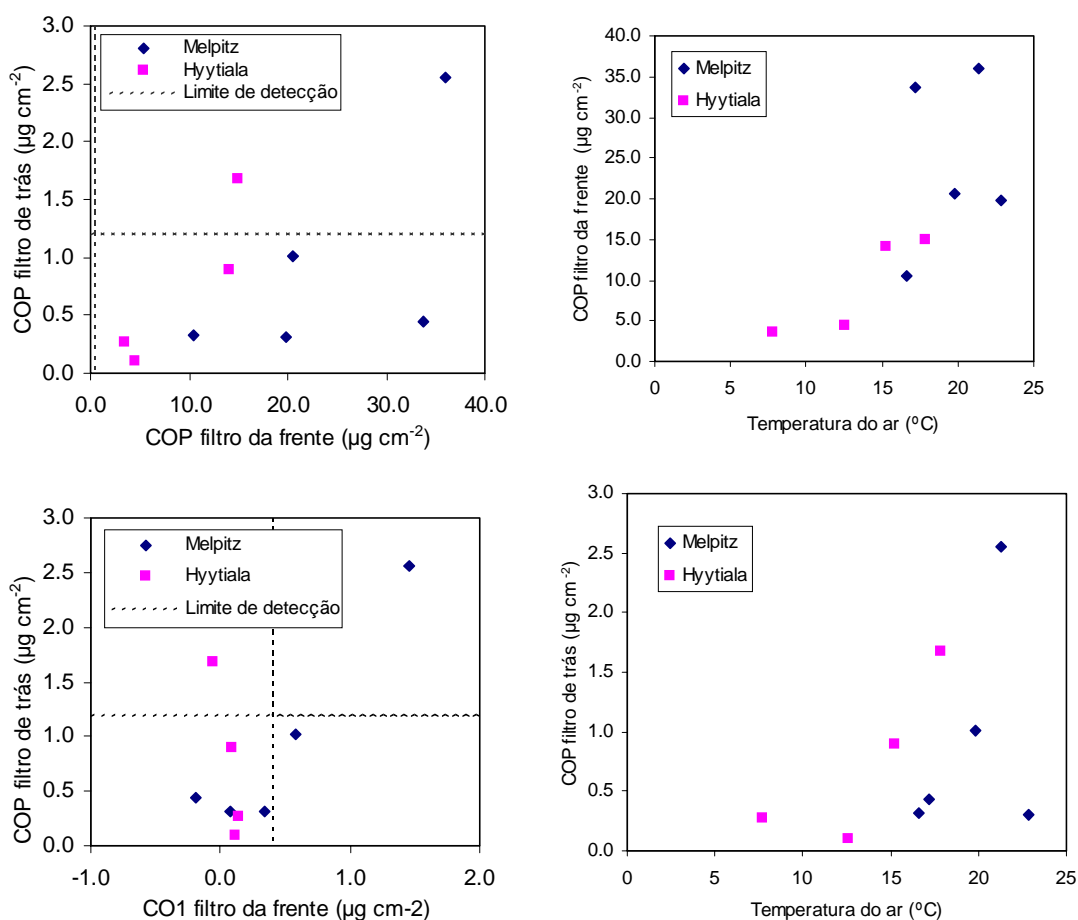 3.0
2.5
2.0
1.5
1.0
0.5
0.0
COP filtro de trás (µg cm-2)
Melpitz
Hyytiala
Limite de detecção
0.0
10.0
20.0
30.0
40.0
COP filtro da frente (µg cm-2)
40.0
35.0
30.0
25.0
20.0
15.0
10.0
5.0
0.0
COP filtro da frente (µg cm-2)
Melpitz
Hyytiala
0
5
10
15
20
25
Temperatura do ar (ºC)
3.0
2.5
2.0
1.5
1.0
0.5
0.0
COP filtro de trás (µg cm-2)
Melpitz
Hyytiala
Limite de detecção
-1.0
0.0
1.0
2.0
CO1 filtro da frente (µg cm-2)
3.0
2.5
2.0
1.5
1.0
0.5
0.0
COP filtro de trás (µg cm-2)
Melpitz
Hyytiala
0
5
10
15
20
25
Temperatura do ar (ºC)